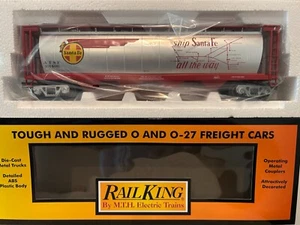 Santa Fe
ship Santa Fe
all the way
TOUGH AND RUGGED O AND O-27 FREIGHT CARS
Die-Cast
Metal Trucks
Detailed
ABS
Plastic Body
RAILKING
By M.T.H. Electric Trains
Operating
Metal
Couplers
Attractively
Decorated